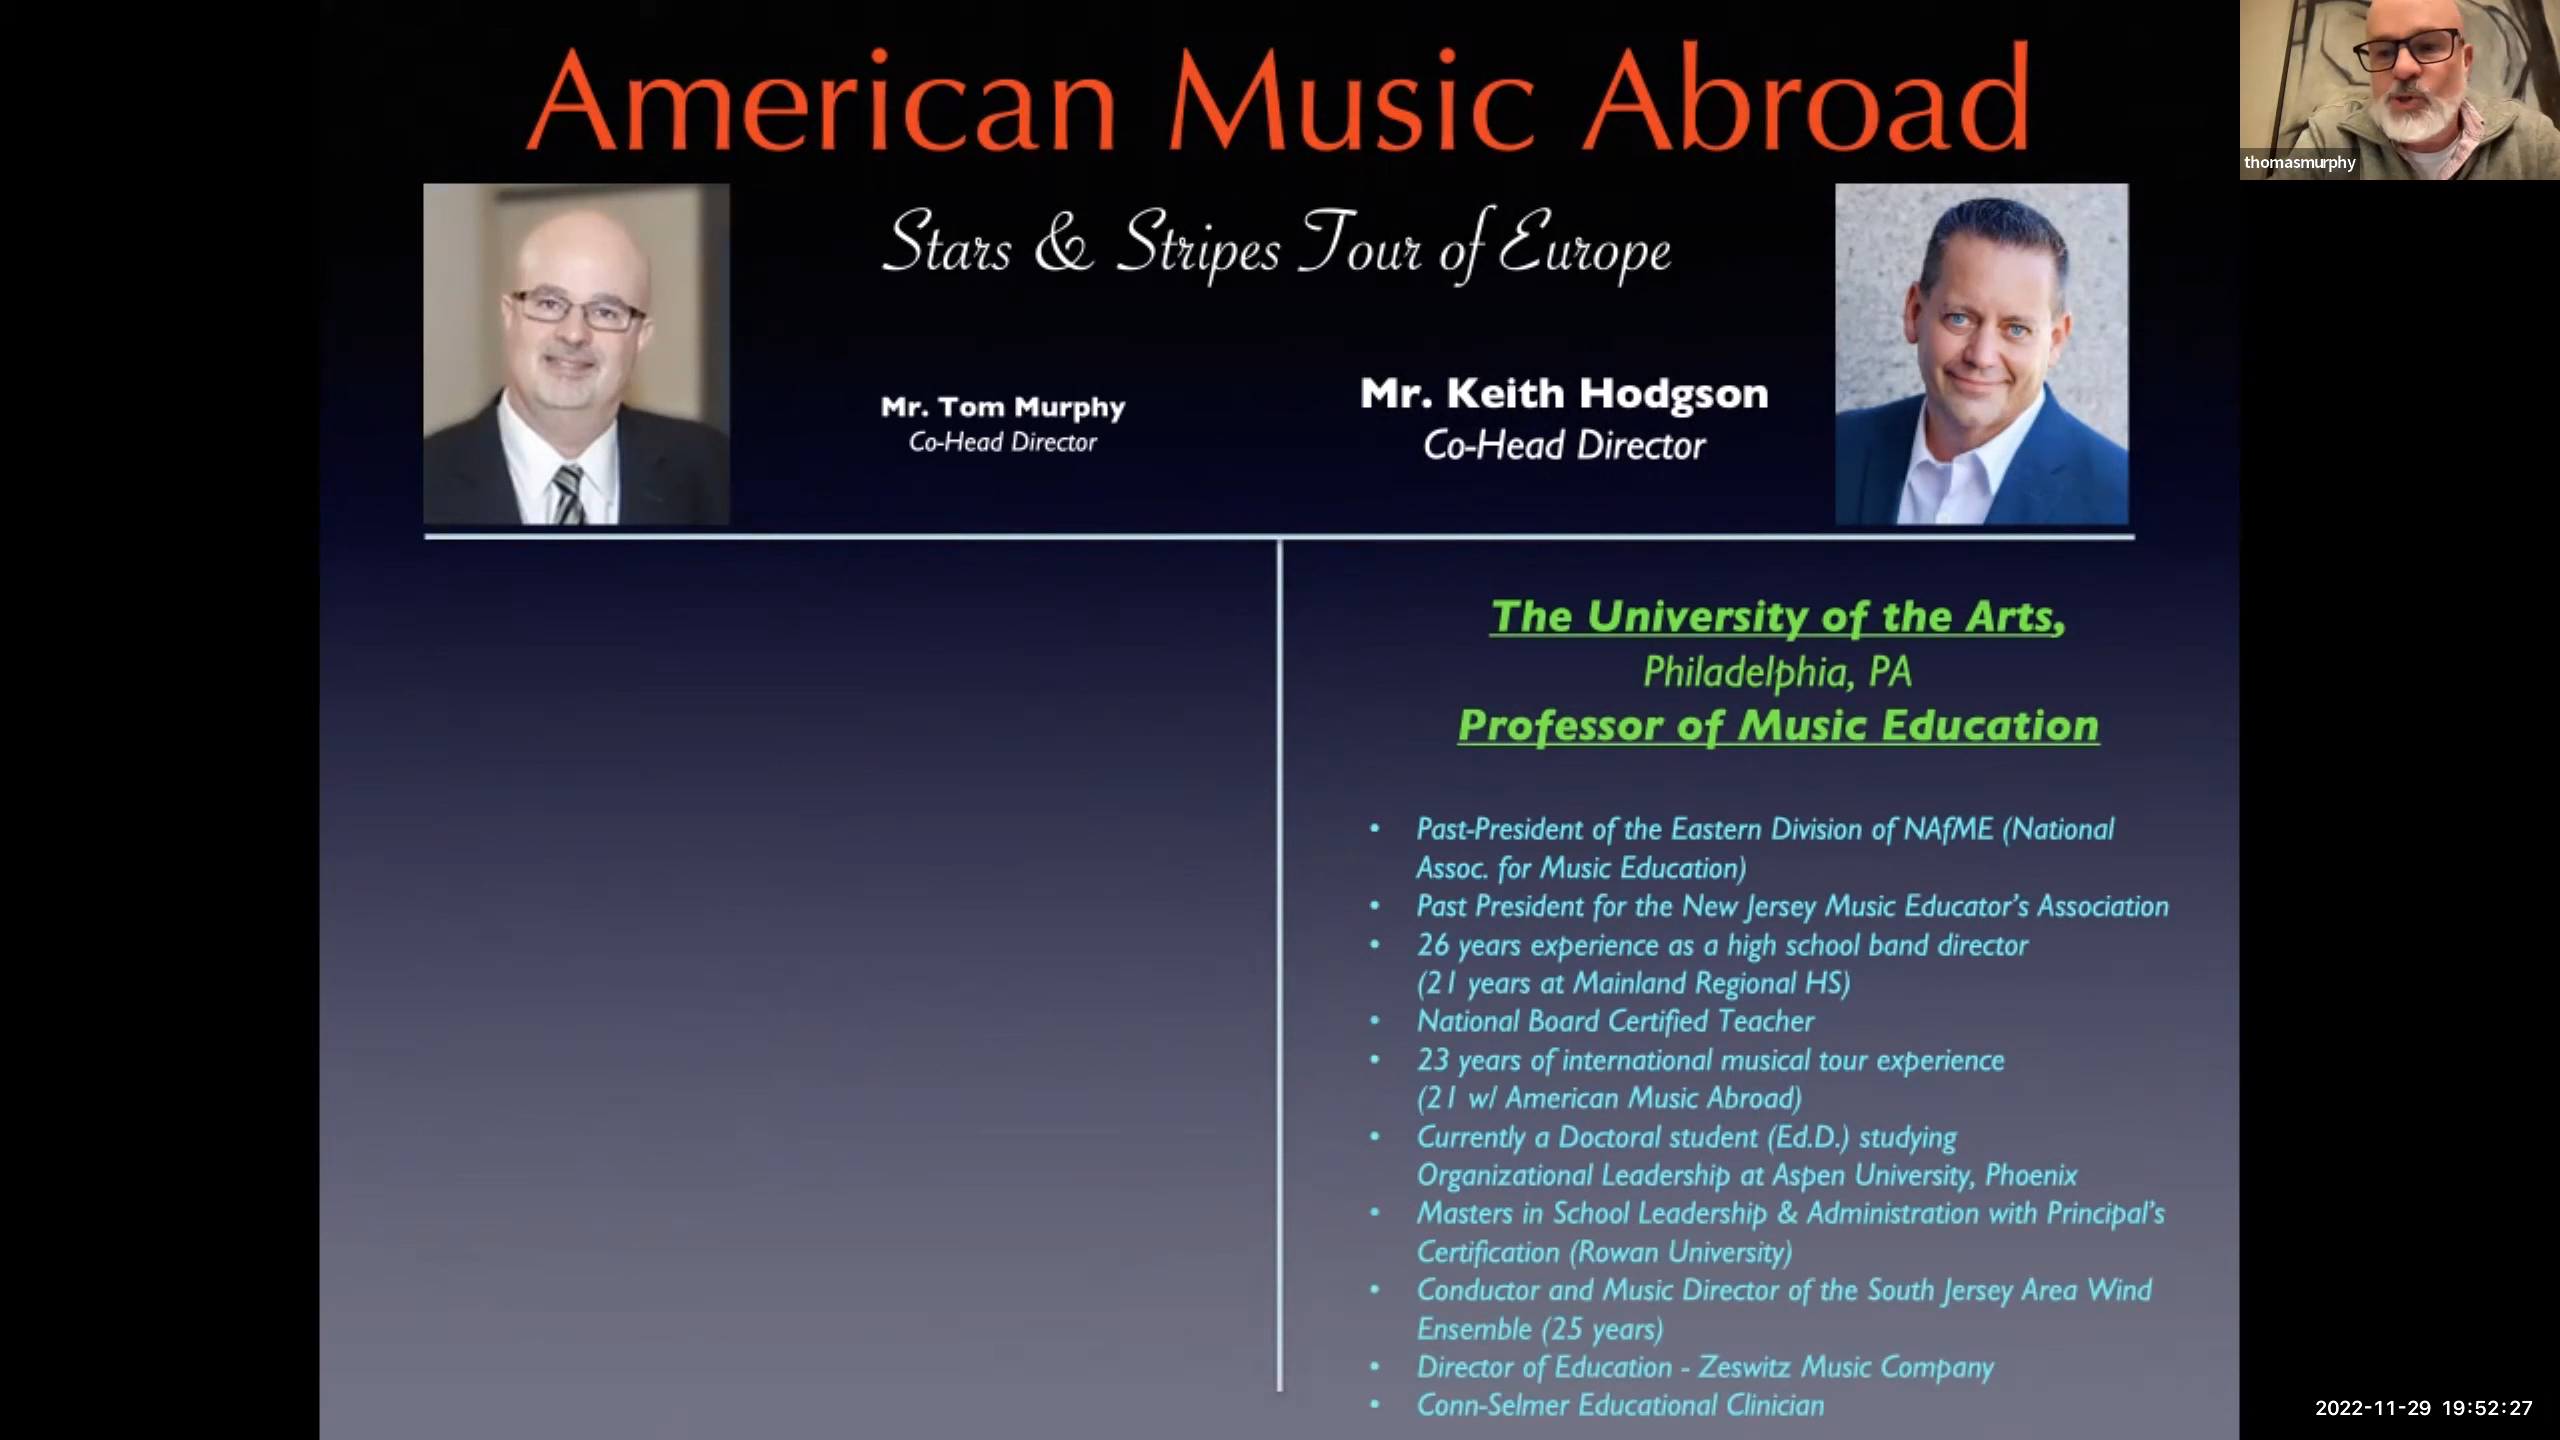 American Music Abroad
thomasmurphy
Stars & Stripes Tour of Europe
Mr. Tom Murphy
Co-Head Director
Mr. Keith Hodgson
Co-Head Director
The University of the Arts,
Philadelphia, PA
Professor of Music Education
• Past-President of the Eastern Division of NAfME (National
Assoc. for Music Education)
• Past President for the New Jersey Music Educator's Association
• 26 years experience as a high school band director
(21 years at Mainland Regional HS)
• National Board Certified Teacher
• 23 years of international musical tour experience
(21 w/ American Music Abroad)
• Currently a Doctoral student (Ed.D.) studying
Organizational Leadership at Aspen University, Phoenix
• Masters in School Leadership & Administration with Principal's
Certification (Rowan University)
• Conductor and Music Director of the South Jersey Area Wind
Ensemble (25 years)
• Director of Education - Zeswitz Music Company
• Conn-Selmer Educational Clinician
2022-11-29 19:52:27